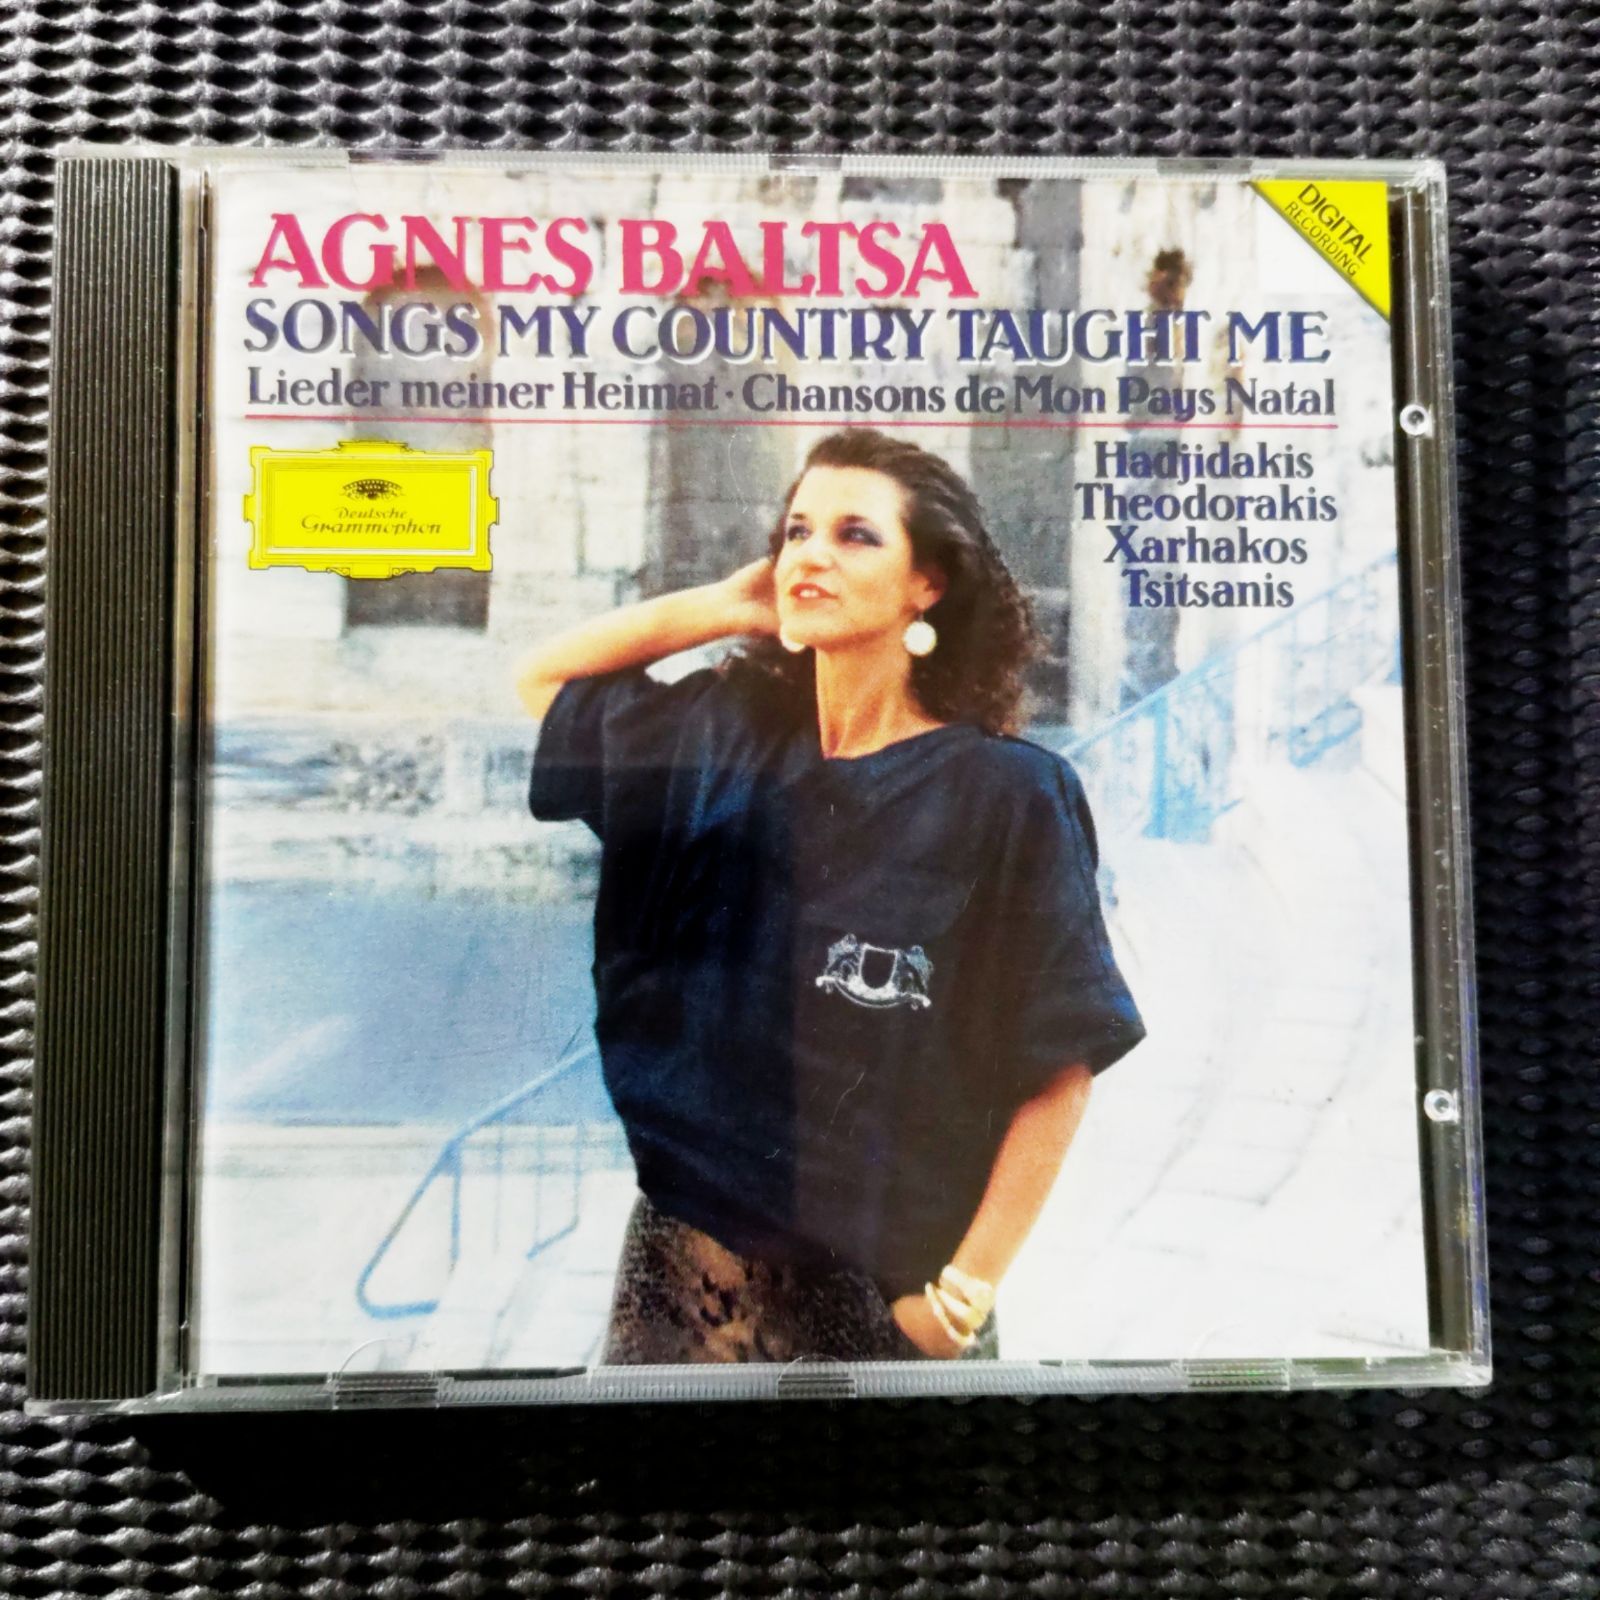 DIGITAL
RECORDING
AGNES BALTSA
SONGS MY COUNTRY TAUGHT ME
Lieder meiner Heimat · Chansons de Mon Pays Natal
Deutsche
Grammophon
Hadjidakis
Theodorakis
Xarhakos
Tsitsanis